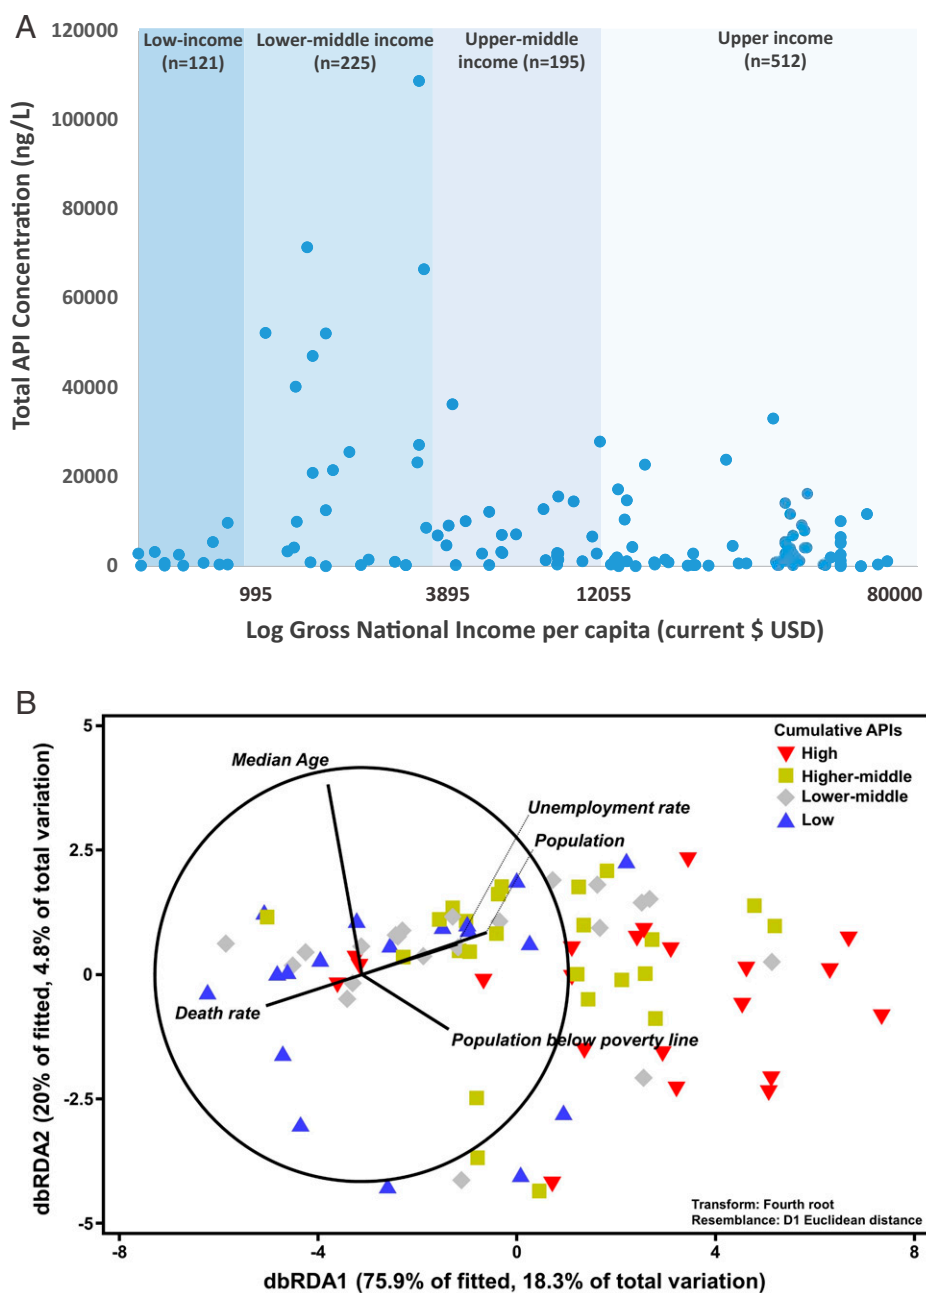 A
120000
100000
80000
60000
40000
20000
0
Total API Concentration (ng/L)
Low-income
(n=121)
Lower-middle income
(n=225)
Upper-middle
income (n=195)
Upper income
(n=512)
995
3895
12055
80000
Log Gross National Income per capita (current $ USD)
B
5
2.5
0
-2.5
-5
dbRDA2 (20% of fitted, 4.8% of total variation)
Median Age
Unemployment rate
Population
Death rate
Population below poverty line
Cumulative APIs
High
Higher-middle
Lower-middle
Low
Transform: Fourth root
Resemblance: D1 Euclidean distance
-8
-4
0
4
8
dbRDA1 (75.9% of fitted, 18.3% of total variation)